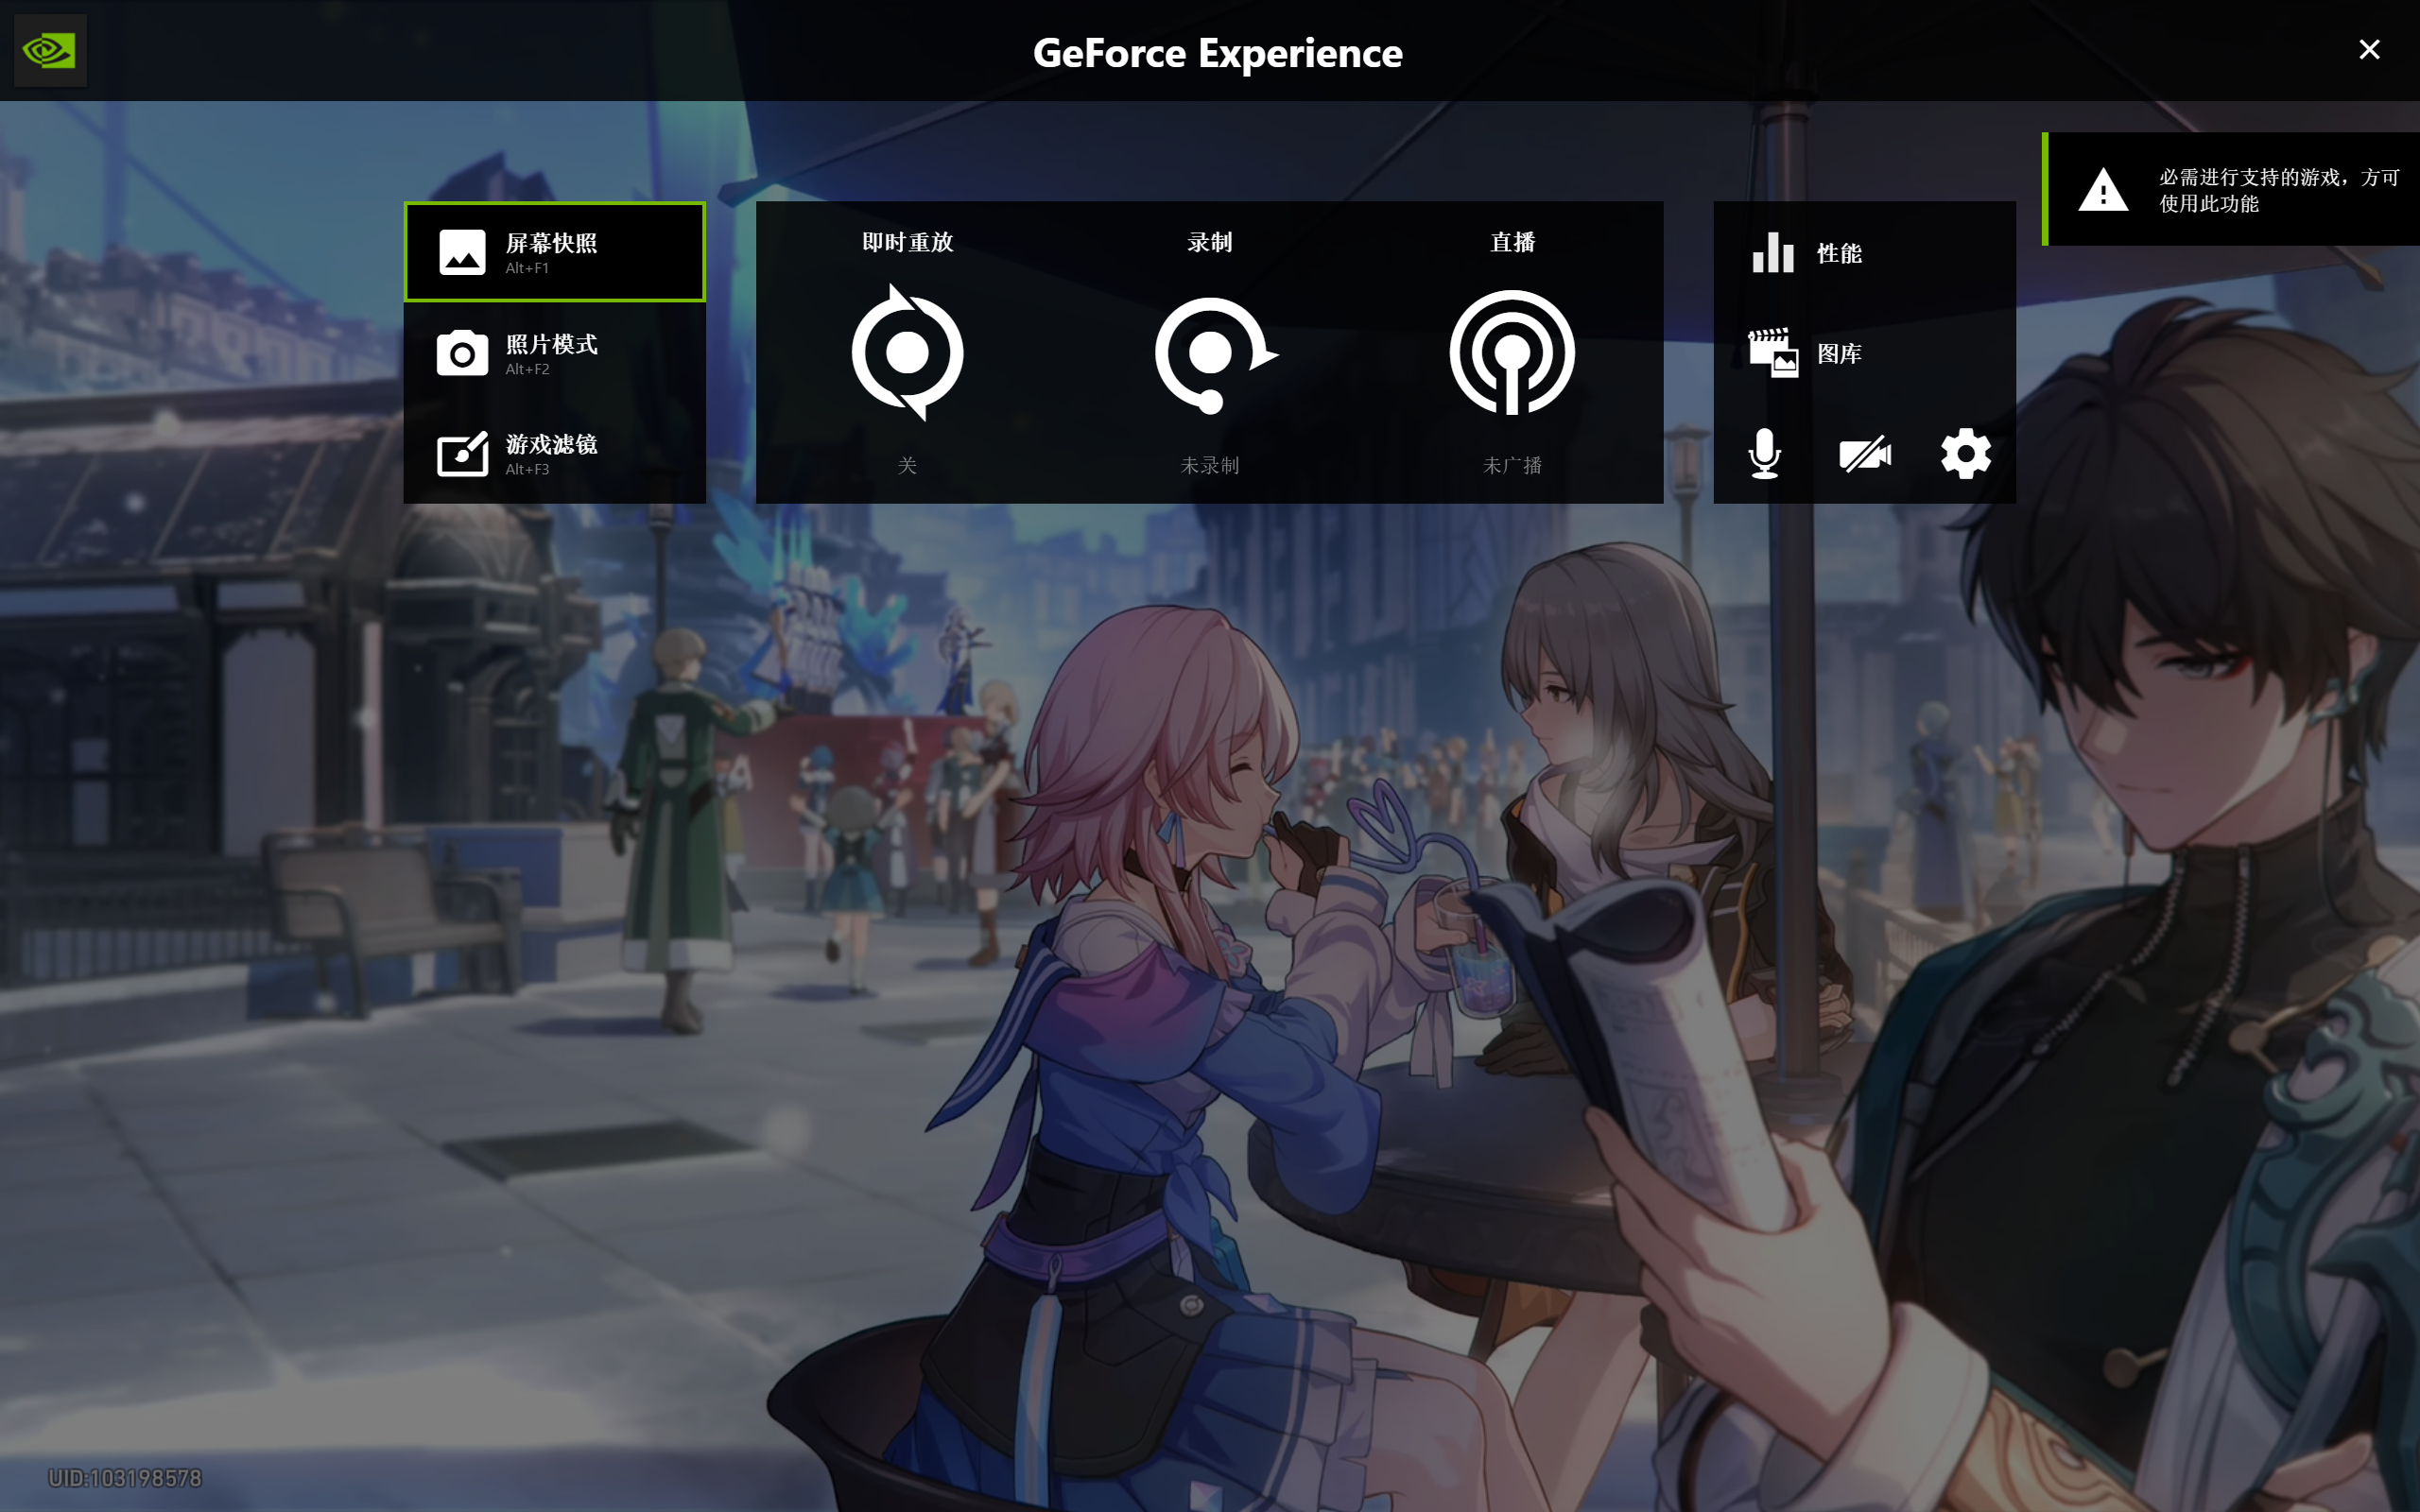 GeForce Experience
必需进行支持的游戏，方可
使用此功能
屏幕快照
Alt+F1
照片模式
Alt+F2
游戏滤镜
Alt+F3
即时重放
关
录制
未录制
直播
未广播
性能
图库
UID:103198578